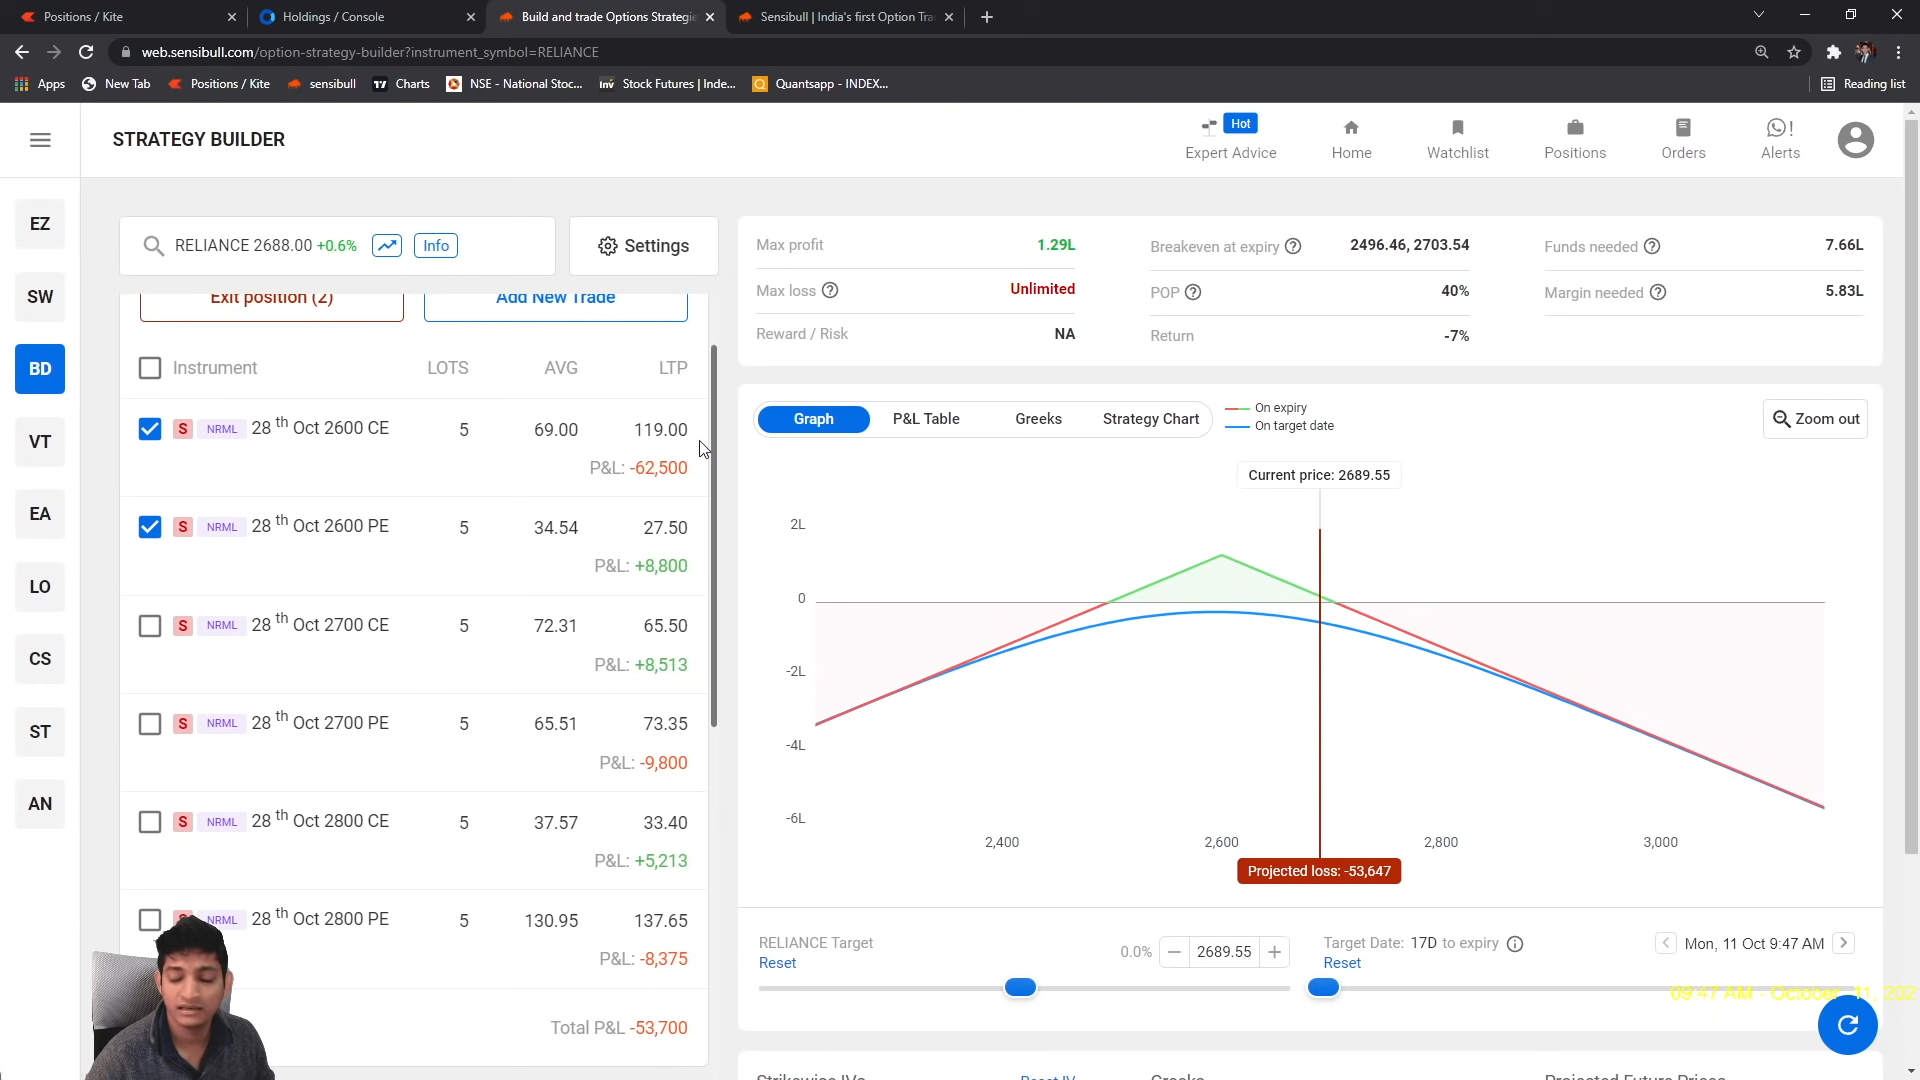 Positions / Kite
Holdings / Console
Build and trade Options Strategie
Sensibull | India's first Option Tra
web.sensibull.com/option-strategy-builder?instrument_symbol=RELIANCE
Apps
New Tab
Positions / Kite
sensibull
Charts
NSE - National Stoc...
Inv Stock Futures | Inde...
Quantsapp - INDEX...
Reading list
STRATEGY BUILDER
Hot
Expert Advice
Home
Watchlist
Positions
Orders
Alerts
EZ
SW
BD
VT
EA
LO
CS
ST
AN
RELIANCE 2688.00 +0.6%
Info
Settings
Exit position (2)
Add New Trade
Instrument LOTS AVG LTP
S NRML 28 th Oct 2600 CE 5 69.00 119.00
P&L: -62,500
S NRML 28 th Oct 2600 PE 5 34.54 27.50
P&L: +8,800
S NRML 28 th Oct 2700 CE 5 72.31 65.50
P&L: +8,513
S NRML 28 th Oct 2700 PE 5 65.51 73.35
P&L: -9,800
S NRML 28 th Oct 2800 CE 5 37.57 33.40
P&L: +5,213
NRML 28 th Oct 2800 PE 5 130.95 137.65
P&L: -8,375
Total P&L -53,700
Max profit 1.29L
Max loss Unlimited
Reward / Risk NA
Breakeven at expiry 2496.46, 2703.54
POP 40%
Return -7%
Funds needed 7.66L
Margin needed 5.83L
Graph
P&L Table
Greeks
Strategy Chart
On expiry
On target date
Zoom out
Current price: 2689.55
2L
0
-2L
-4L
-6L
2,400
2,600
2,800
3,000
Projected loss: -53,647
RELIANCE Target
Reset
0.0%
2689.55
Target Date: 17D to expiry
Reset
Mon, 11 Oct 9:47 AM
09:47 AM - October 11, 202